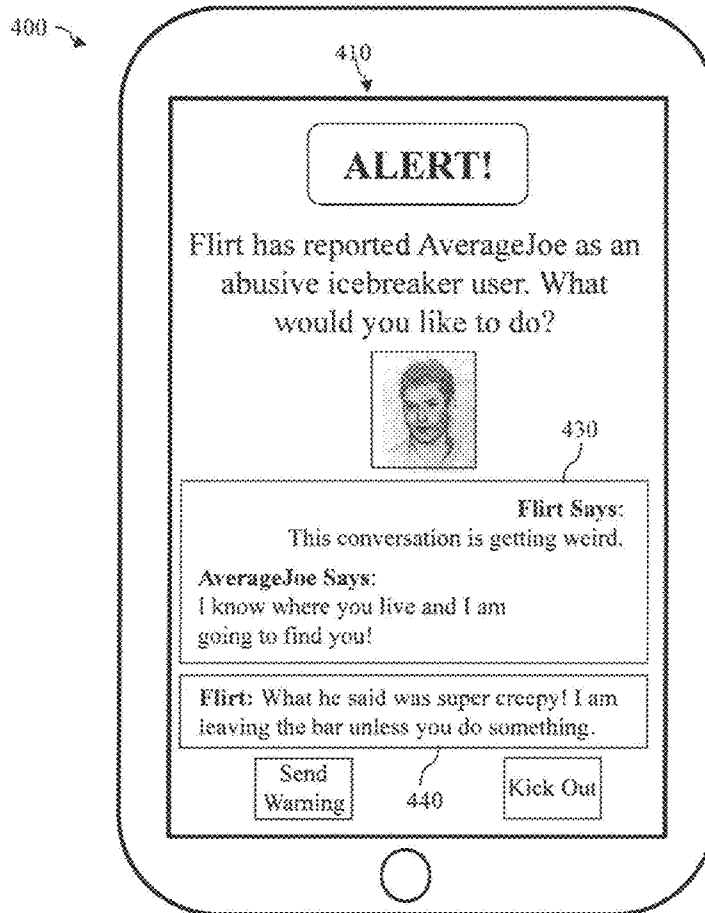 400
410
ALERT!
Flirt has reported AverageJoe as an
abusive icebreaker user. What
would you like to do?
430
Flirt Says:
This conversation is getting weird.
AverageJoe Says:
I know where you live and I am
going to find you!
Flirt: What he said was super creepy! I am
leaving the bar unless you do something.
Send
Warning
440
Kick Out